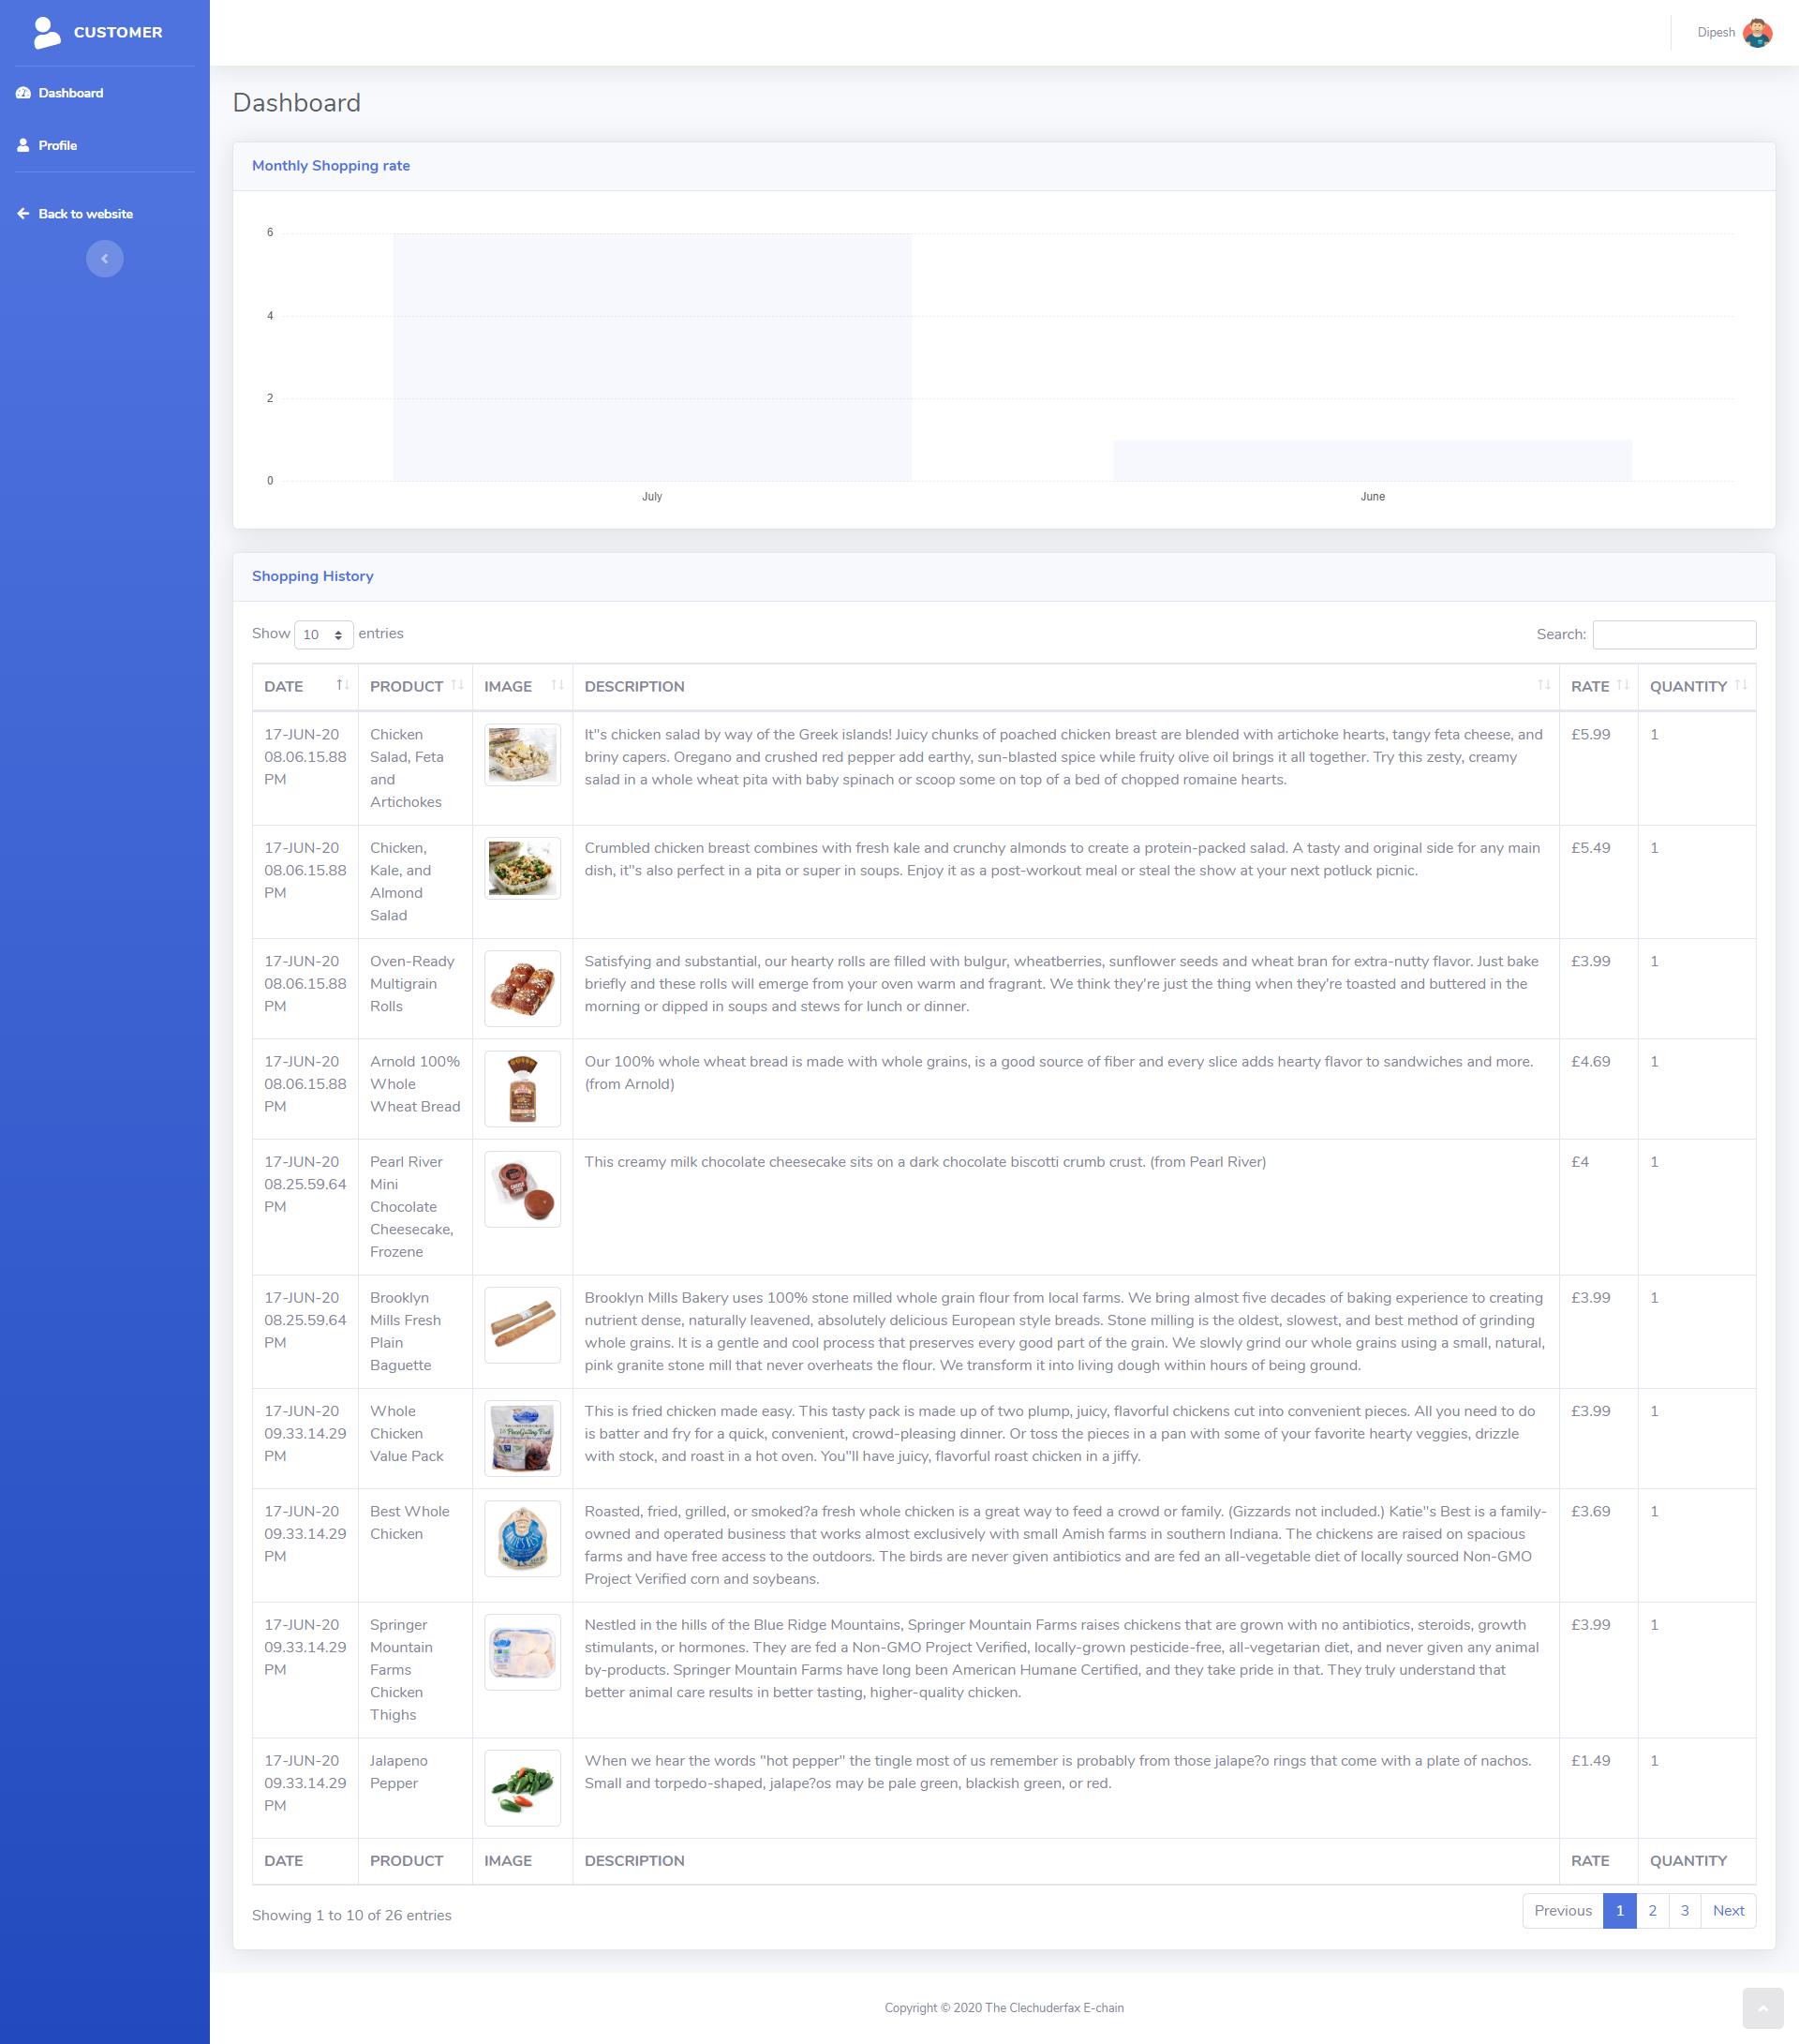 CUSTOMER
Dipesh
Dashboard
Profile
Back to website
Dashboard
Monthly Shopping rate
6
4
2
0
July
June
Shopping History
Show 10 entries
Search:
DATE PRODUCT IMAGE DESCRIPTION RATE QUANTITY
17-JUN-20 Chicken It"s chicken salad by way of the Greek islands! Juicy chunks of poached chicken breast are blended with artichoke hearts, tangy feta cheese, and £5.99 1
08.06.15.88 Salad, Feta briny capers. Oregano and crushed red pepper add earthy, sun-blasted spice while fruity olive oil brings it all together. Try this zesty, creamy
PM and salad in a whole wheat pita with baby spinach or scoop some on top of a bed of chopped romaine hearts.
Artichokes
17-JUN-20 Chicken, Crumbled chicken breast combines with fresh kale and crunchy almonds to create a protein-packed salad. A tasty and original side for any main £5.49 1
08.06.15.88 Kale, and dish, it"s also perfect in a pita or super in soups. Enjoy it as a post-workout meal or steal the show at your next potluck picnic.
PM Almond
Salad
17-JUN-20 Oven-Ready Satisfying and substantial, our hearty rolls are filled with bulgur, wheatberries, sunflower seeds and wheat bran for extra-nutty flavor. Just bake £3.99 1
08.06.15.88 Multigrain briefly and these rolls will emerge from your oven warm and fragrant. We think they're just the thing when they're toasted and buttered in the
PM Rolls morning or dipped in soups and stews for lunch or dinner.
17-JUN-20 Arnold 100% Our 100% whole wheat bread is made with whole grains, is a good source of fiber and every slice adds hearty flavor to sandwiches and more. £4.69 1
08.06.15.88 Whole (from Arnold)
PM Wheat Bread
17-JUN-20 Pearl River This creamy milk chocolate cheesecake sits on a dark chocolate biscotti crumb crust. (from Pearl River) £4 1
08.25.59.64 Mini
PM Chocolate
Cheesecake,
Frozene
17-JUN-20 Brooklyn Brooklyn Mills Bakery uses 100% stone milled whole grain flour from local farms. We bring almost five decades of baking experience to creating £3.99 1
08.25.59.64 Mills Fresh nutrient dense, naturally leavened, absolutely delicious European style breads. Stone milling is the oldest, slowest, and best method of grinding
PM Plain whole grains. It is a gentle and cool process that preserves every good part of the grain. We slowly grind our whole grains using a small, natural,
Baguette pink granite stone mill that never overheats the flour. We transform it into living dough within hours of being ground.
17-JUN-20 Whole This is fried chicken made easy. This tasty pack is made up of two plump, juicy, flavorful chickens cut into convenient pieces. All you need to do £3.99 1
09.33.14.29 Chicken is batter and fry for a quick, convenient, crowd-pleasing dinner. Or toss the pieces in a pan with some of your favorite hearty veggies, drizzle
PM Value Pack with stock, and roast in a hot oven. You"ll have juicy, flavorful roast chicken in a jiffy.
17-JUN-20 Best Whole Roasted, fried, grilled, or smoked?a fresh whole chicken is a great way to feed a crowd or family. (Gizzards not included.) Katie"s Best is a family- £3.69 1
09.33.14.29 Chicken owned and operated business that works almost exclusively with small Amish farms in southern Indiana. The chickens are raised on spacious
PM farms and have free access to the outdoors. The birds are never given antibiotics and are fed an all-vegetable diet of locally sourced Non-GMO
Project Verified corn and soybeans.
17-JUN-20 Springer Nestled in the hills of the Blue Ridge Mountains, Springer Mountain Farms raises chickens that are grown with no antibiotics, steroids, growth £3.99 1
09.33.14.29 Mountain stimulants, or hormones. They are fed a Non-GMO Project Verified, locally-grown pesticide-free, all-vegetarian diet, and never given any animal
PM Farms by-products. Springer Mountain Farms have long been American Humane Certified, and they take pride in that. They truly understand that
Chicken better animal care results in better tasting, higher-quality chicken.
Thighs
17-JUN-20 Jalapeno When we hear the words "hot pepper" the tingle most of us remember is probably from those jalape?o rings that come with a plate of nachos. £1.49 1
09.33.14.29 Pepper Small and torpedo-shaped, jalape?os may be pale green, blackish green, or red.
PM
DATE PRODUCT IMAGE DESCRIPTION RATE QUANTITY
Showing 1 to 10 of 26 entries
Previous 1 2 3 Next
Copyright © 2020 The Clechuderfax E-chain